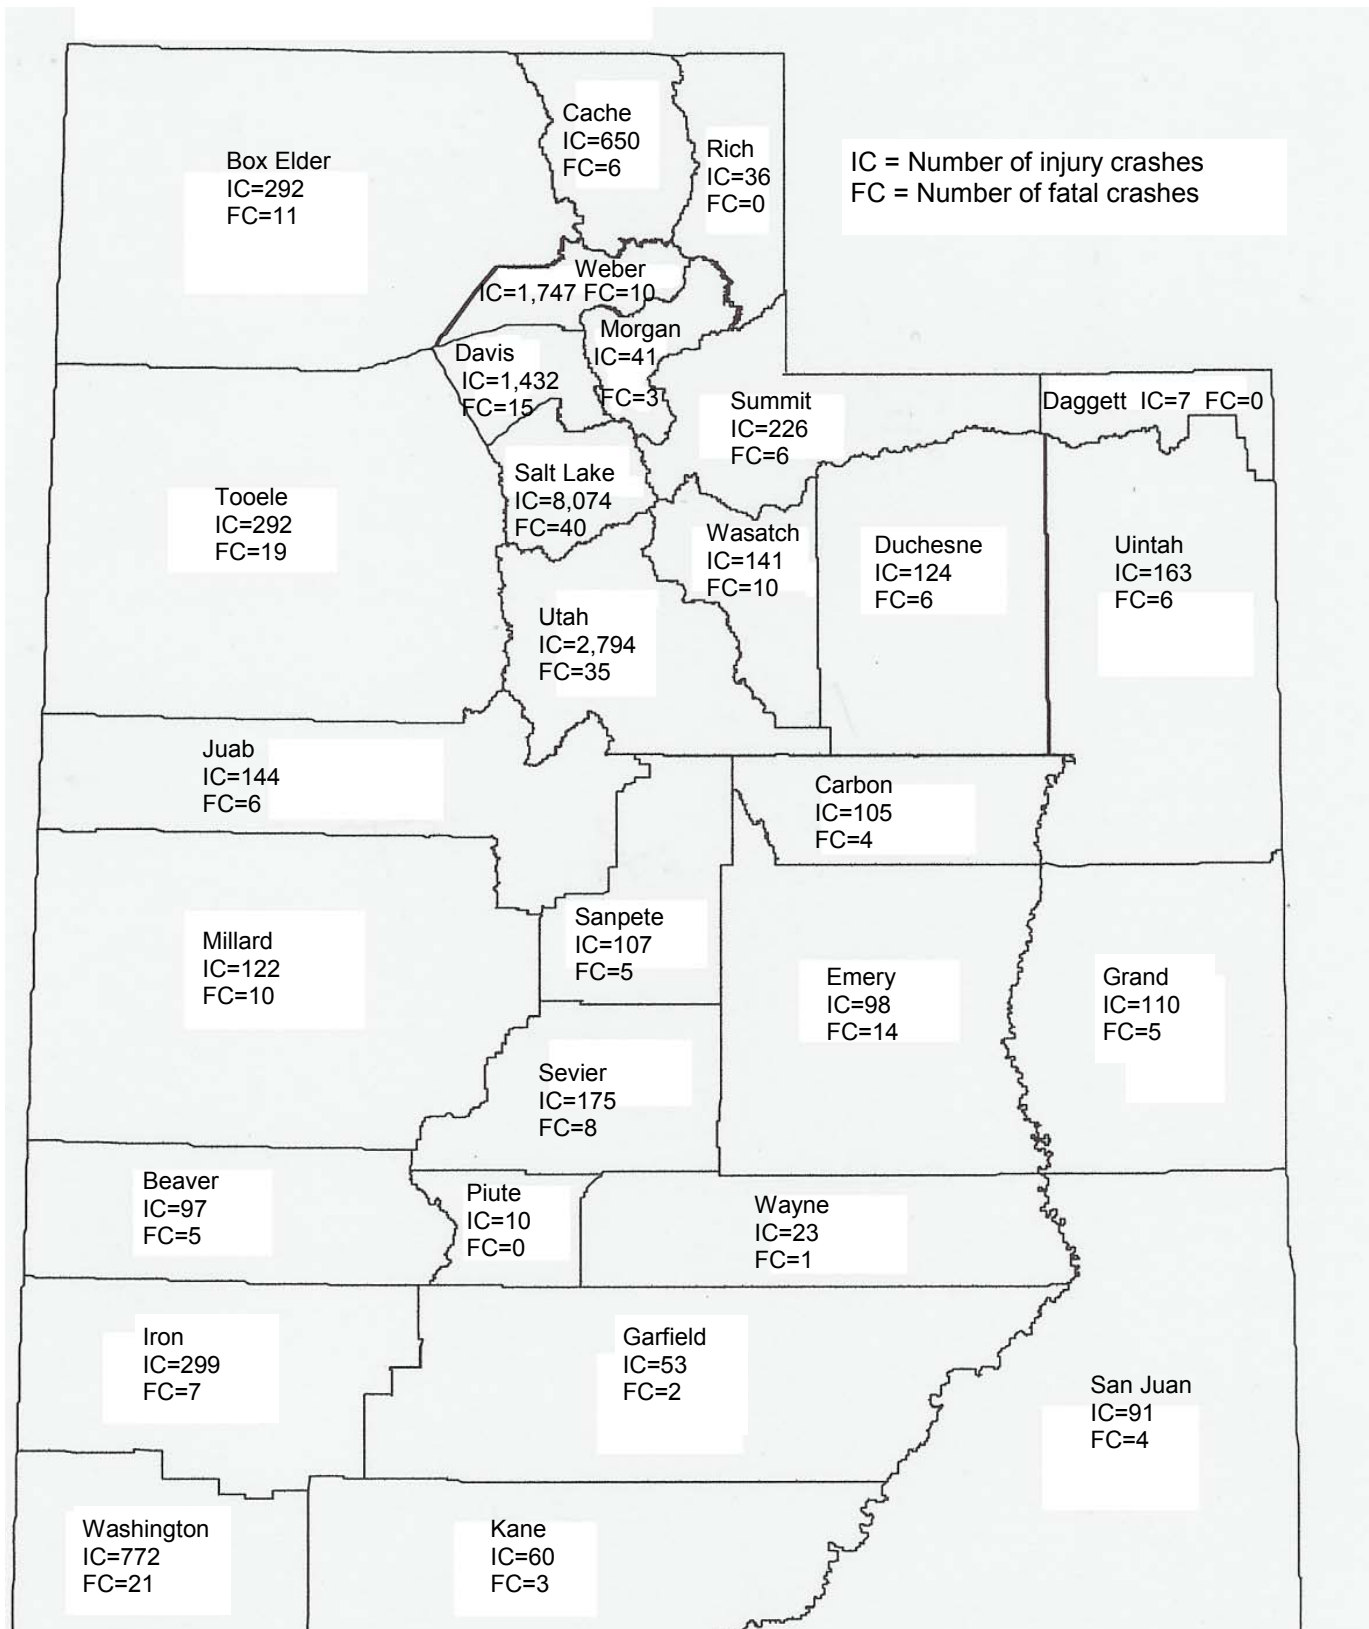 Cache
IC=650
FC=6
Rich
IC=36
FC=0
IC = Number of injury crashes
FC = Number of fatal crashes
Box Elder
IC=292
FC=11
Weber
IC=1,747 FC=10
Morgan
IC=41
FC=3
Davis
IC=1,432
FC=15
Summit
IC=226
FC=6
Daggett IC=7 FC=0
Salt Lake
IC=8,074
FC=40
Tooele
IC=292
FC=19
Wasatch
IC=141
FC=10
Duchesne
IC=124
FC=6
Uintah
IC=163
FC=6
Utah
IC=2,794
FC=35
Juab
IC=144
FC=6
Carbon
IC=105
FC=4
Sanpete
IC=107
FC=5
Millard
IC=122
FC=10
Emery
IC=98
FC=14
Grand
IC=110
FC=5
Sevier
IC=175
FC=8
Beaver
IC=97
FC=5
Piute
IC=10
FC=0
Wayne
IC=23
FC=1
Iron
IC=299
FC=7
Garfield
IC=53
FC=2
San Juan
IC=91
FC=4
Washington
IC=772
FC=21
Kane
IC=60
FC=3